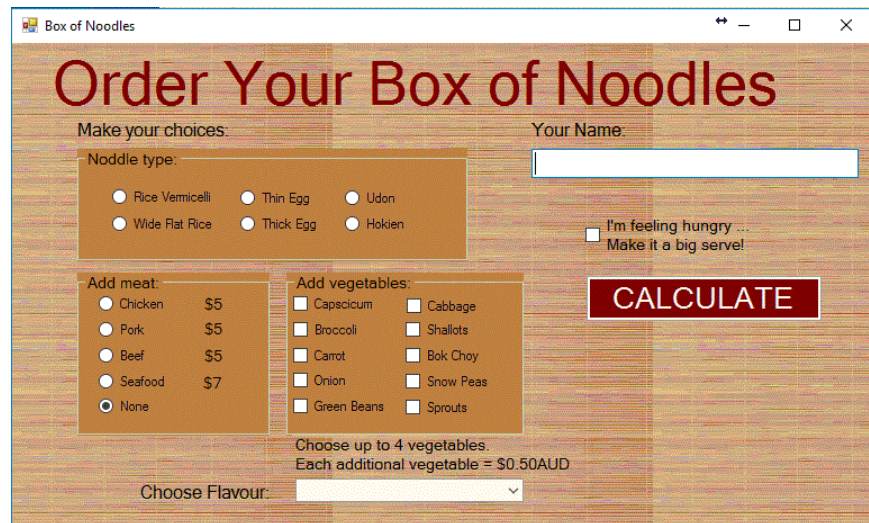 Box of Noodles
Order Your Box of Noodles
Make your choices:
Your Name:
Noddle type:
Rice Vermicelli
Thin Egg
Udon
Wide Flat Rice
Thick Egg
Hokien
I'm feeling hungry ...
Make it a big serve!
Add meat:
Chicken $5
Pork $5
Beef $5
Seafood $7
None
Add vegetables:
Capscicum
Cabbage
Broccoli
Shallots
Carrot
Bok Choy
Onion
Snow Peas
Green Beans
Sprouts
CALCULATE
Choose up to 4 vegetables.
Each additional vegetable = $0.50AUD
Choose Flavour: